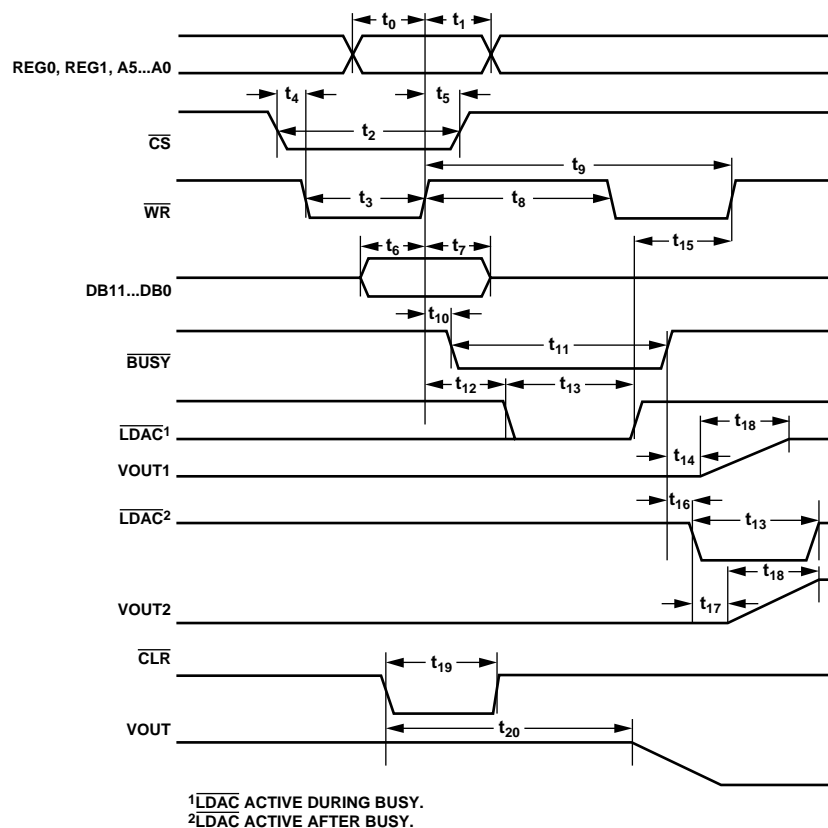 t0 t1
REG0, REG1, A5...A0
t4 t5
t2
CS
t9
t3 t8
WR
t15
t6 t7
DB11...DB0
t10
t11
BUSY
t12 t13
t18
LDAC1
t14
VOUT1
t16
t13
LDAC2
t18
t17
VOUT2
CLR
t19
VOUT
t20
1LDAC ACTIVE DURING BUSY.
2LDAC ACTIVE AFTER BUSY.